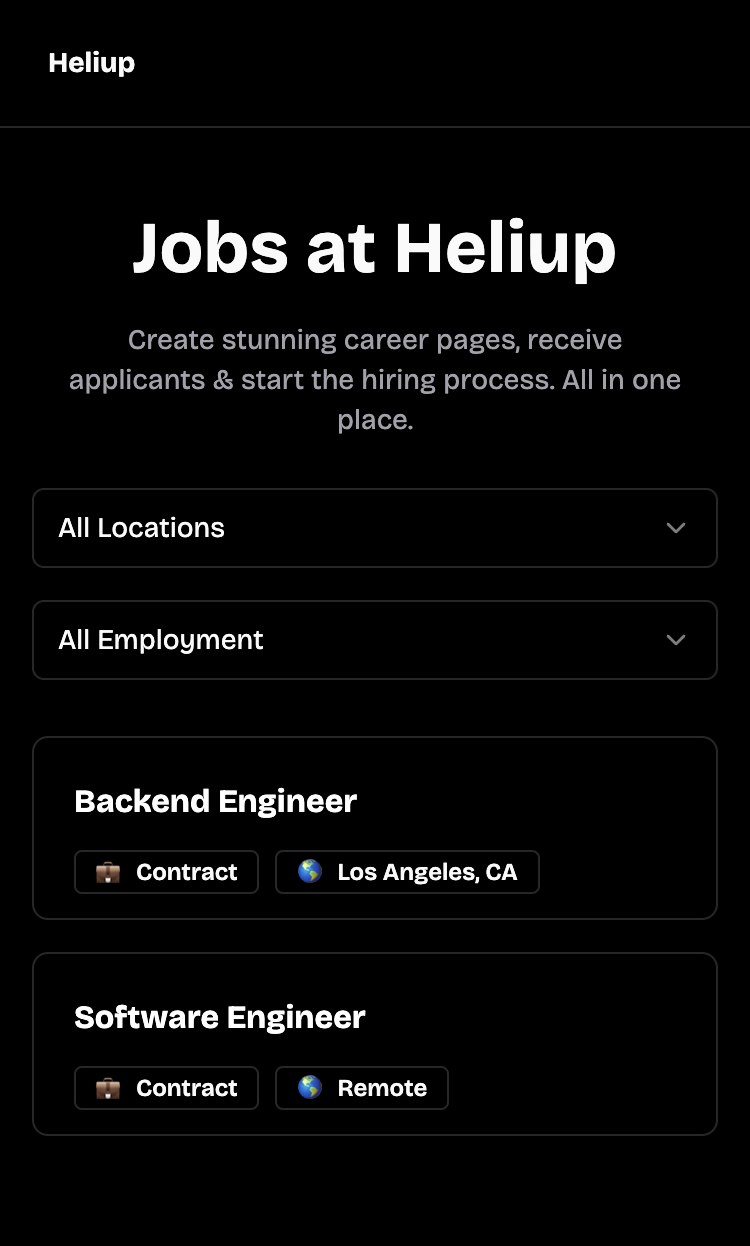 Heliup
Jobs at Heliup
Create stunning career pages, receive
applicants & start the hiring process. All in one
place.
All Locations
All Employment
Backend Engineer
Contract
Los Angeles, CA
Software Engineer
Contract
Remote